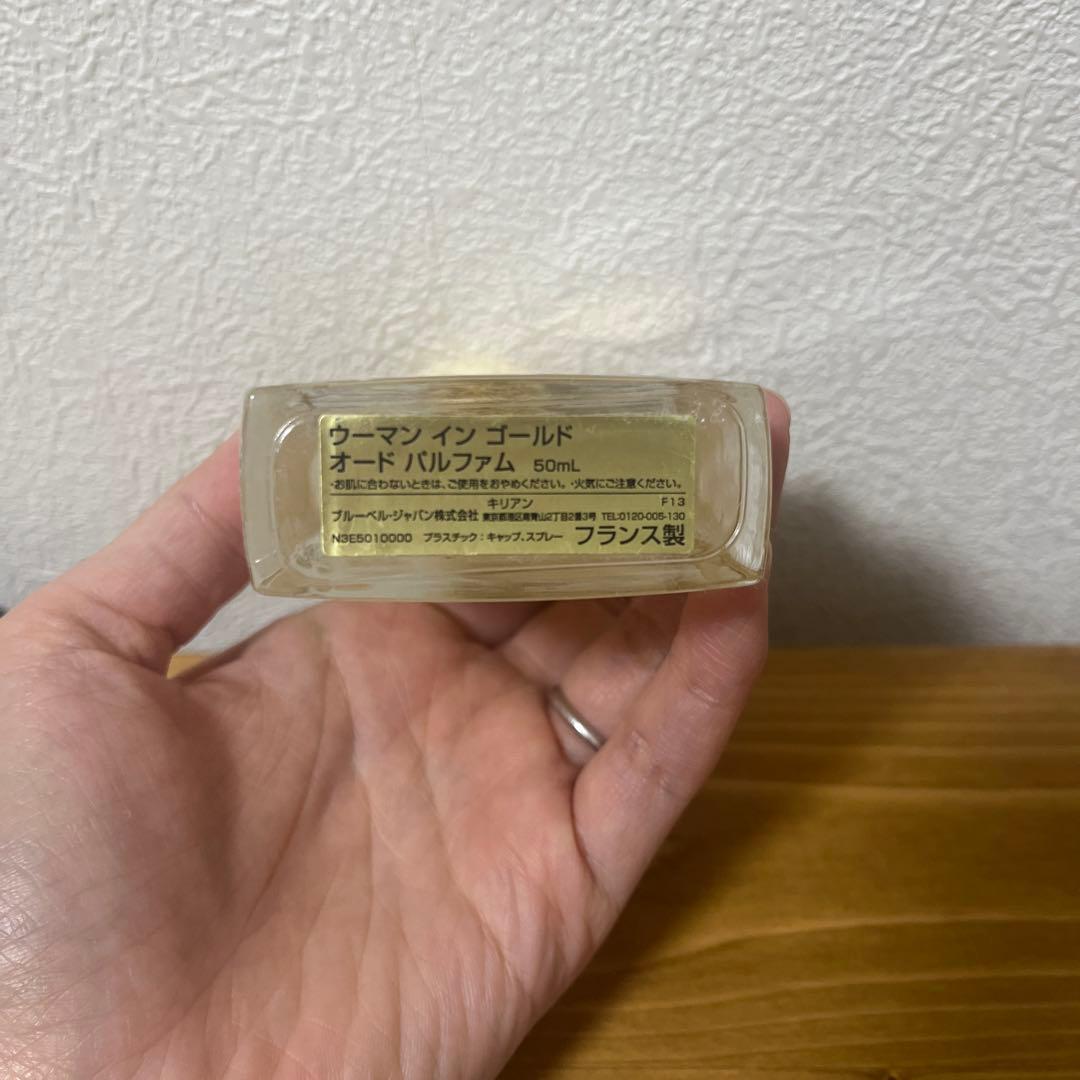 ウーマン イン ゴールド
オード パルファム 50mL
・お肌に合わないときは、ご使用をおやめください。・火気にご注意ください。
キリアン F13
ブルーベル・ジャパン株式会社 東京都港区南青山2丁目2番3号 TEL:0120-005-130
N3E5010000 プラスチック：キャップ、スプレー フランス製